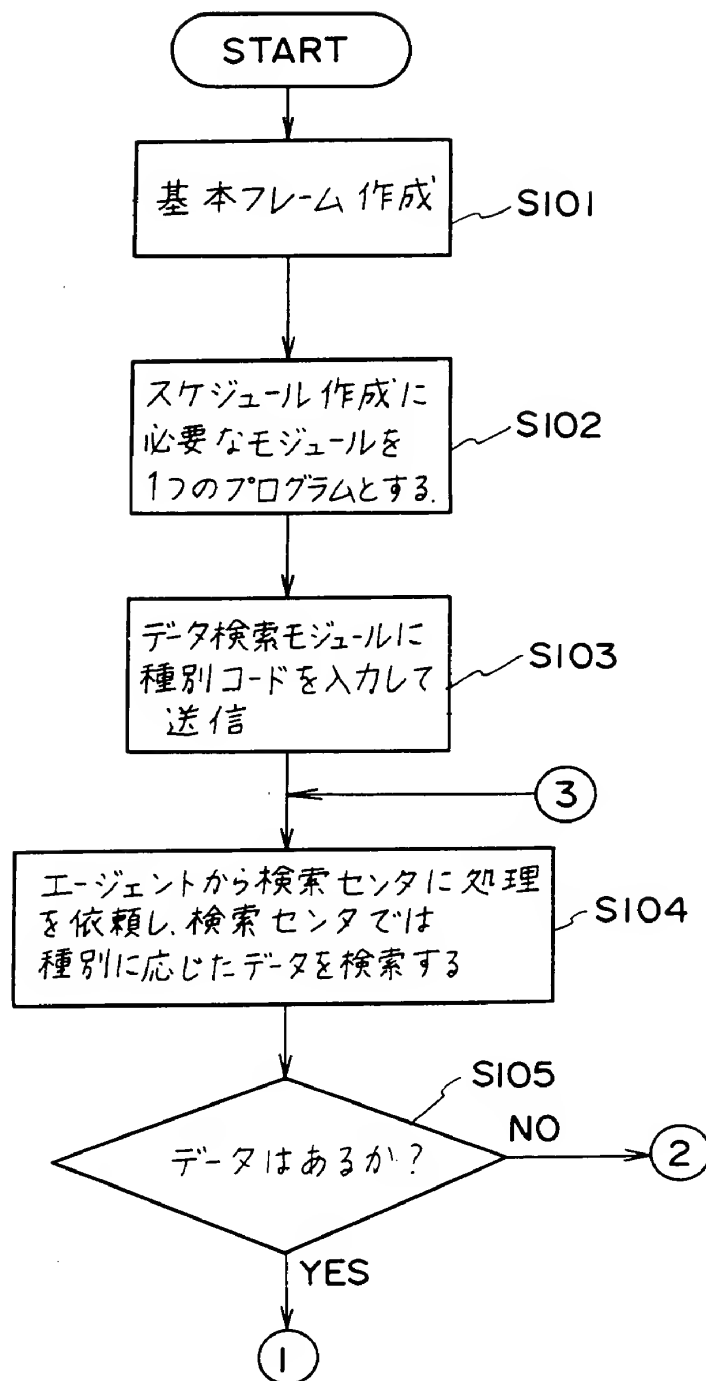 START
基本フレーム作成
S101
スケジュール作成に
必要なモジュールを
1つのプログラムとする.
S102
データ検索モジュールに
種別コードを入力して
送信
S103
3
エージェントから検索センタに処理
を依頼し、検索センタでは
種別に応じたデータを検索する
S104
S105
データはあるか?
NO
2
YES
1